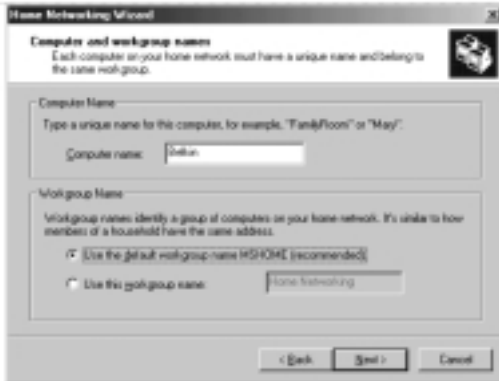 Home Networking Wizard
Computer and workgroup names
Each computer on your home network must have a unique name and belong to
the same workgroup.
Computer Name
Type a unique name for this computer, for example, "FamilyRoom" or "Mary".
Computer name: Belkin
Workgroup Name
Workgroup names identify a group of computers on your home network. It's similar to how
members of a household have the same address.
Use the default workgroup name MSHOME (recommended)
Use this workgroup name: Home Networking
< Back Next > Cancel